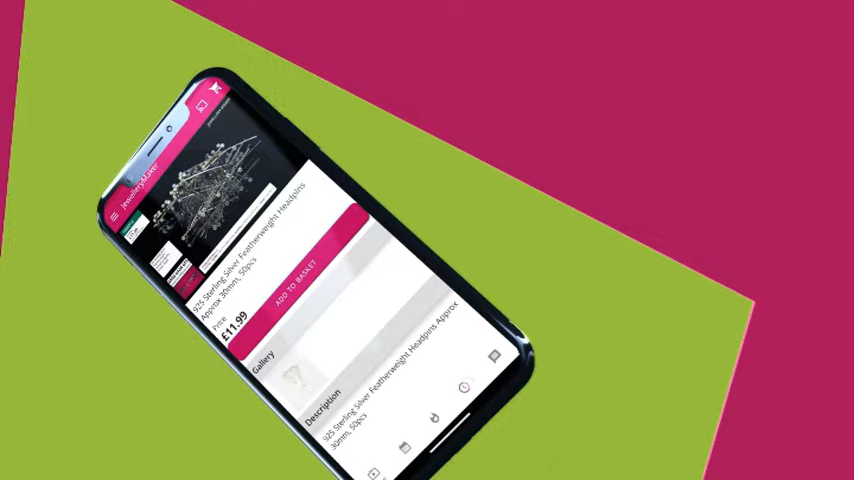 JewelleryMaker
925 Sterling Silver Featherweight Headpins
Approx 30mm, 50pcs
Price
£11.99
ADD TO BASKET
Gallery
Description
925 Sterling Silver Featherweight Headpins Approx
30mm, 50pcs